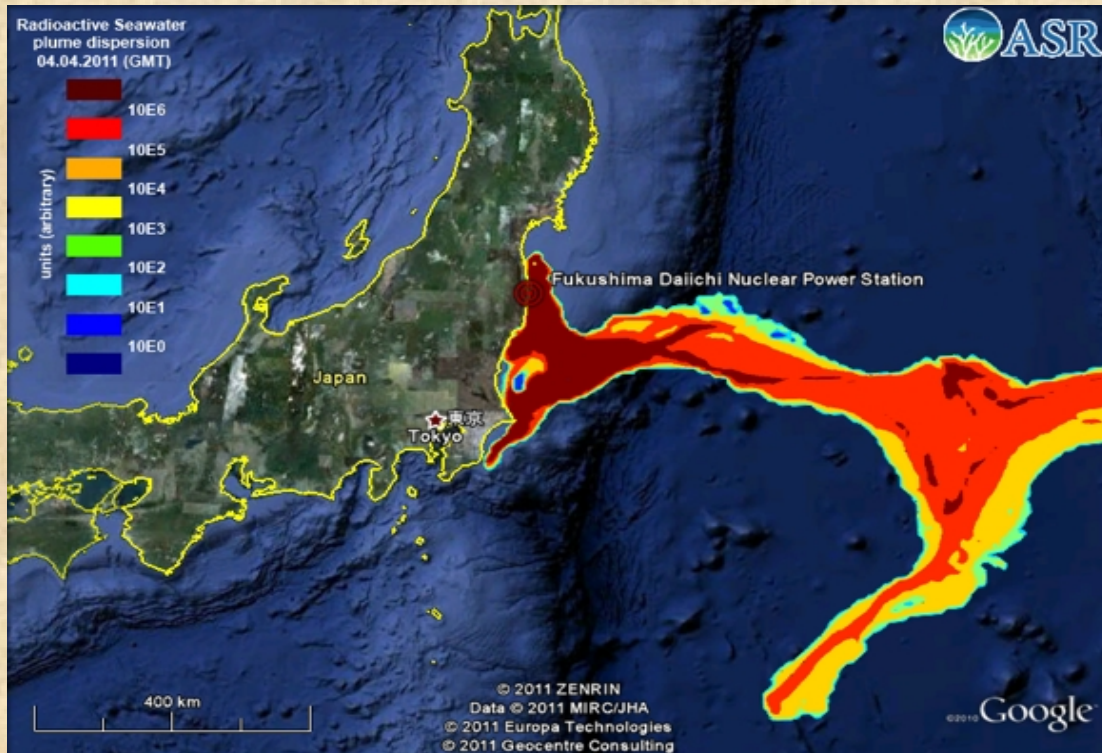 Radioactive Seawater
plume dispersion
04.04.2011 (GMT)
10E6
10E5
10E4
10E3
10E2
10E1
10E0
units (arbitrary)
ASR
Fukushima Daiichi Nuclear Power Station
Japan
東京
Tokyo
400 km
© 2011 ZENRIN
Data © 2011 MIRC/JHA
© 2011 Europa Technologies
© 2011 Geocentre Consulting
©2010 Google